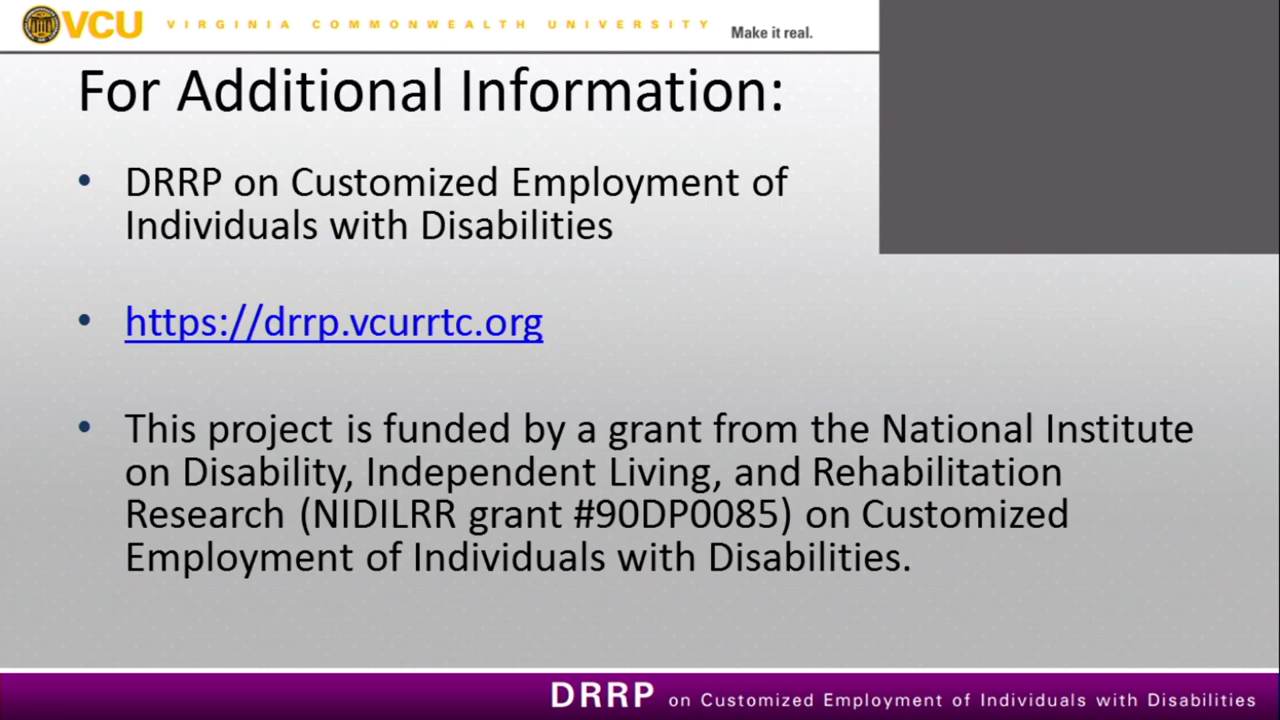 VCU VIRGINIA COMMONWEALTH UNIVERSITY Make it real.
For Additional Information:
• DRRP on Customized Employment of
Individuals with Disabilities
• https://drrp.vcurrtc.org
• This project is funded by a grant from the National Institute
on Disability, Independent Living, and Rehabilitation
Research (NIDILRR grant #90DP0085) on Customized
Employment of Individuals with Disabilities.
DRRP on Customized Employment of Individuals with Disabilities